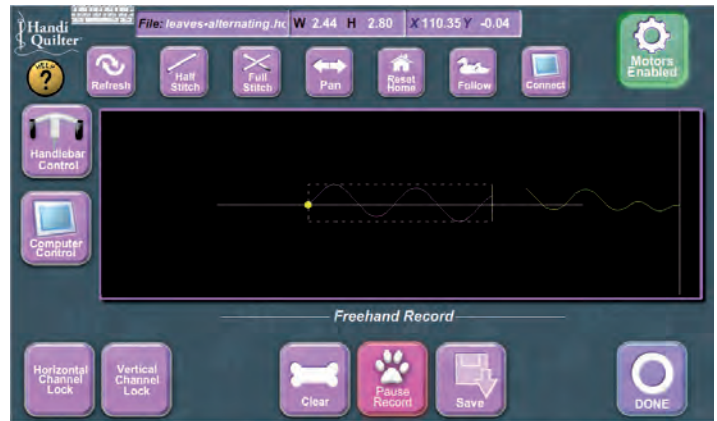 Handi
Quilter
File: leaves-alternating.hq W 2.44 H 2.80 X 110.35 Y -0.04
HELP
?
Refresh
Half
Stitch
Full
Stitch
Pan
Reset
Home
Follow
Connect
Motors
Enabled
Handlebar
Control
Computer
Control
Freehand Record
Horizontal
Channel
Lock
Vertical
Channel
Lock
Clear
Pause
Record
Save
DONE